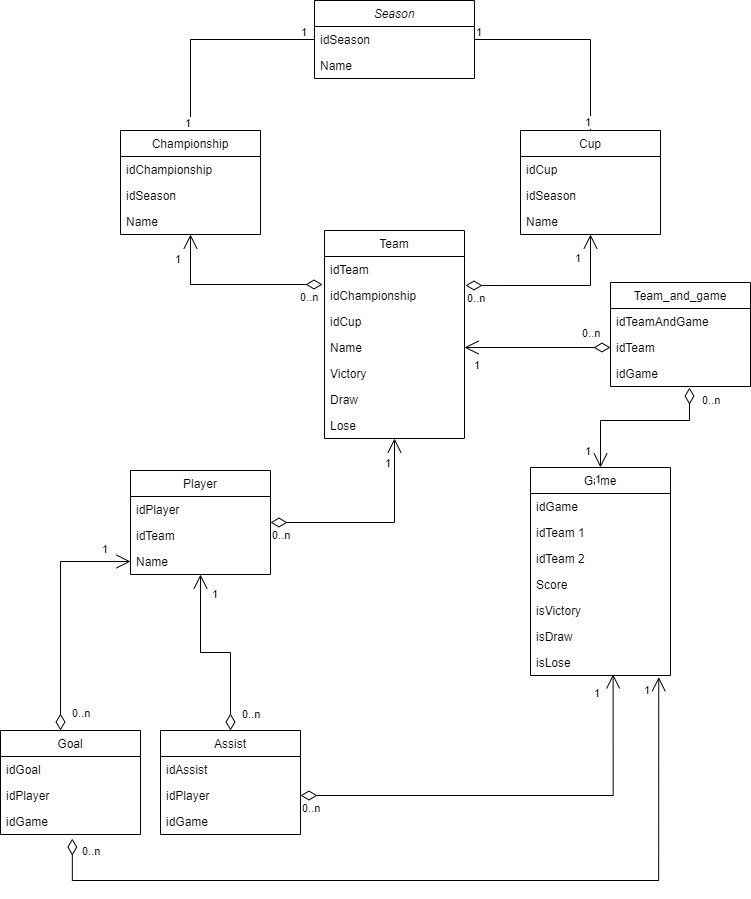 Season
1
idSeason
1
Name
1
1
Championship
idChampionship
idSeason
Name
Cup
idCup
idSeason
Name
1
1
Team
idTeam
idChampionship
idCup
Name
Victory
Draw
Lose
0..n
0..n
Team_and_game
idTeamAndGame
idTeam
idGame
0..n
1
0..n
1
1
Game
idGame
idTeam 1
idTeam 2
Score
isVictory
isDraw
isLose
1
Player
idPlayer
idTeam
Name
0..n
1
1
1
1
0..n
0..n
Goal
idGoal
idPlayer
idGame
Assist
idAssist
idPlayer
idGame
0..n
0..n